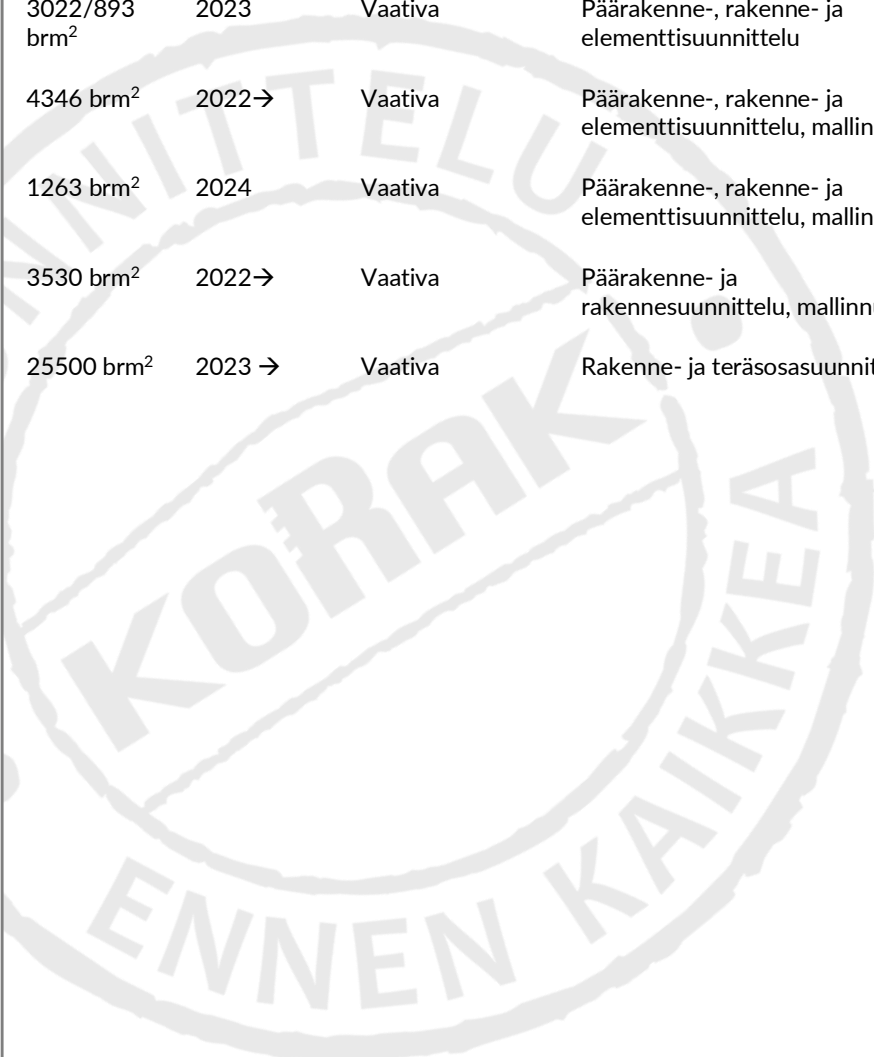 3022/893 2023 Vaativa Päärakenne-, rakenne- ja
brm² elementtisuunnittelu
4346 brm² 2022→ Vaativa Päärakenne-, rakenne- ja
elementtisuunnittelu, mallin
1263 brm² 2024 Vaativa Päärakenne-, rakenne- ja
elementtisuunnittelu, mallin
3530 brm² 2022→ Vaativa Päärakenne- ja
rakennesuunnittelu, mallinn
25500 brm² 2023 → Vaativa Rakenne- ja teräsosasuunnit
NNITTELU
KORAK
ENNEN KAIKKEA